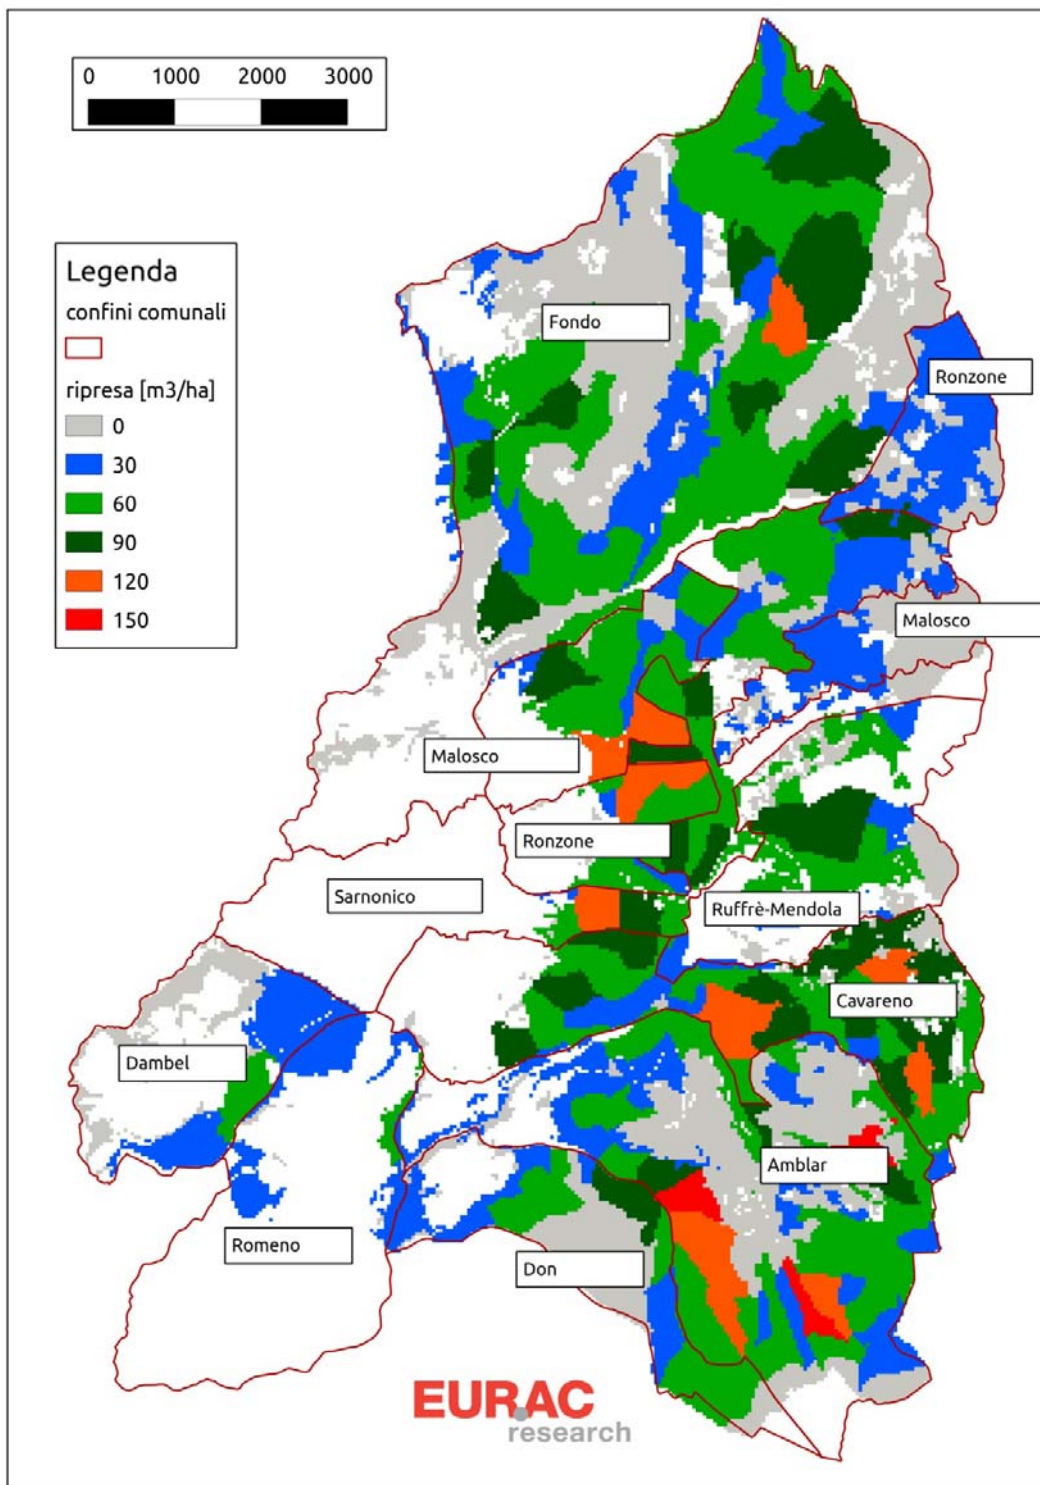 0 1000 2000 3000
Legenda
confini comunali
ripresa [m3/ha]
0
30
60
90
120
150
Fondo
Ronzone
Malosco
Malosco
Ronzone
Sarnonico
Ruffrè-Mendola
Cavareno
Dambel
Amblar
Romeno
Don
EURAC
research